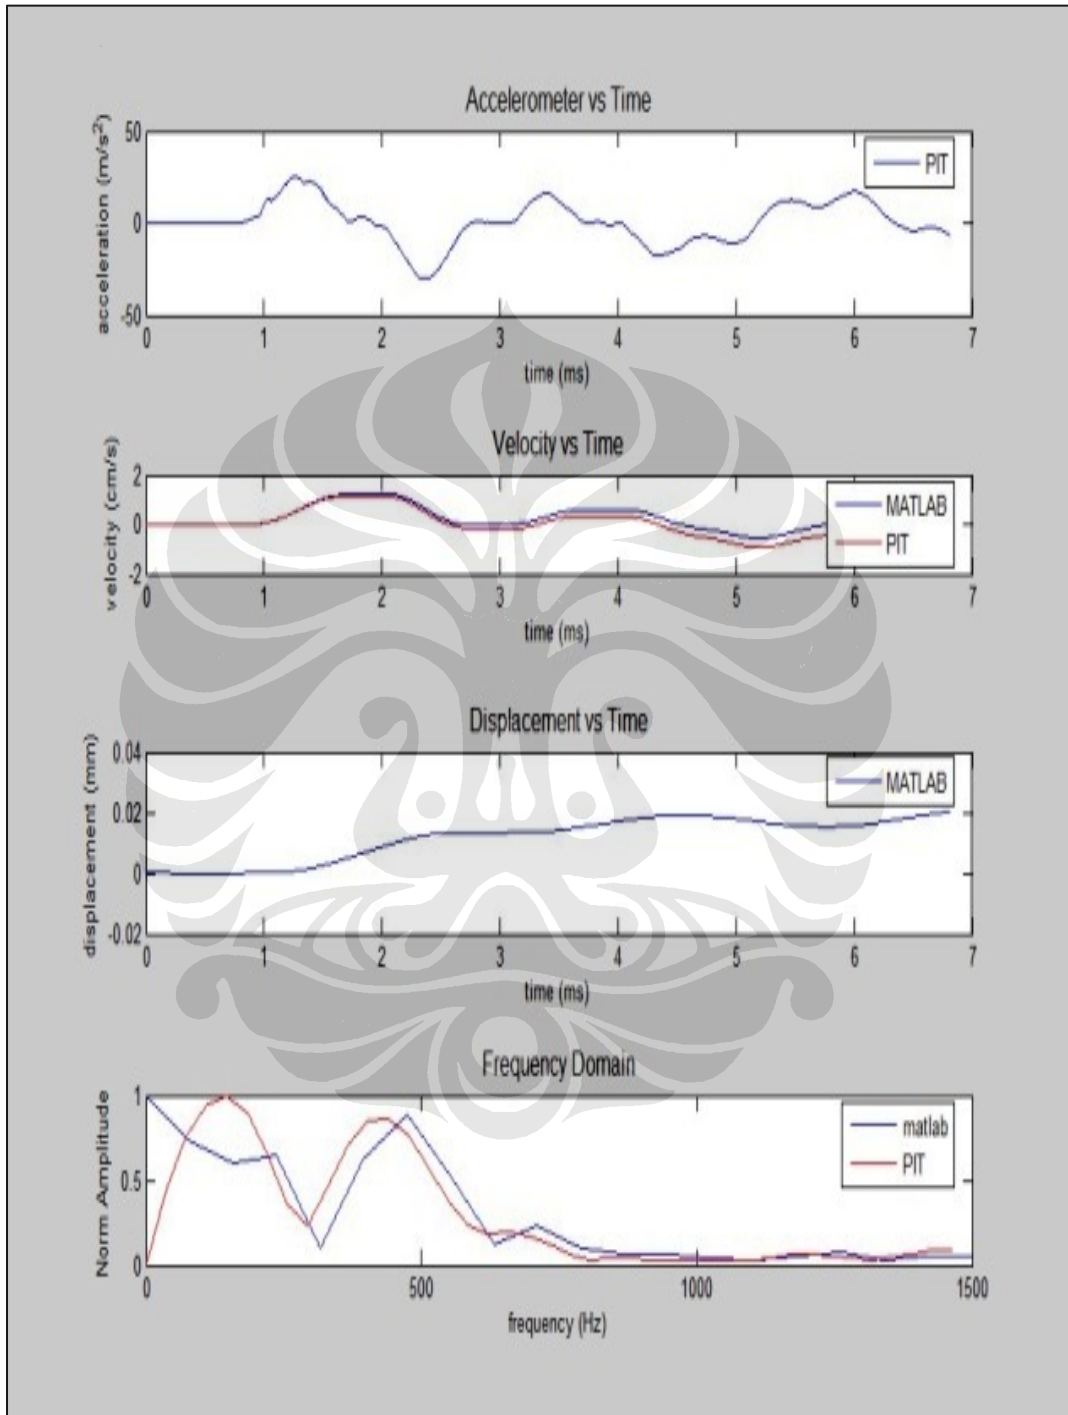 Accelerometer vs Time
acceleration (m/s²)
50
0
-50
PIT
0 1 2 3 4 5 6 7
time (ms)
Velocity vs Time
velocity (cm/s)
2
0
-2
MATLAB
PIT
0 1 2 3 4 5 6 7
time (ms)
Displacement vs Time
displacement (mm)
0.04
0.02
0
-0.02
MATLAB
0 1 2 3 4 5 6 7
time (ms)
Frequency Domain
Norm Amplitude
1
0.5
0
matlab
PIT
0 500 1000 1500
frequency (Hz)